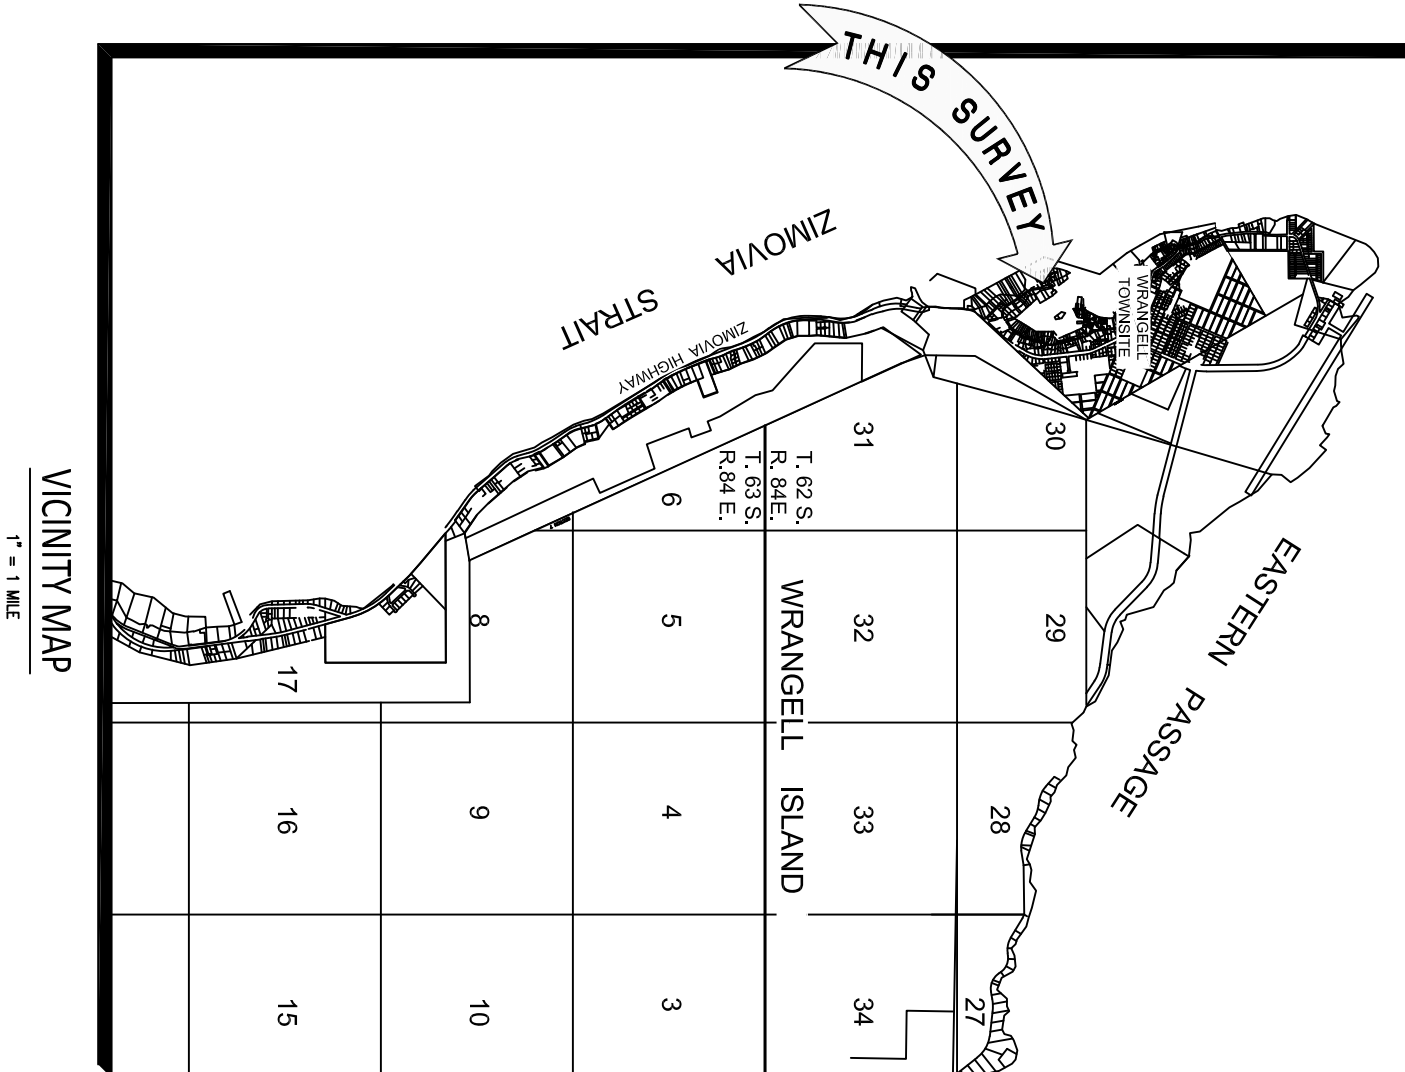 THIS SURVEY
ZIMOVIA
STRAIT
ZIMOVIA HIGHWAY
WRANGELL
TOWNSITE
EASTERN PASSAGE
30
31
T. 62 S.
R. 84E.
T. 63 S.
R.84 E.
6
29
32
5
8
17
WRANGELL ISLAND
28
33
4
9
16
27
34
3
10
15
VICINITY MAP
1" = 1 MILE